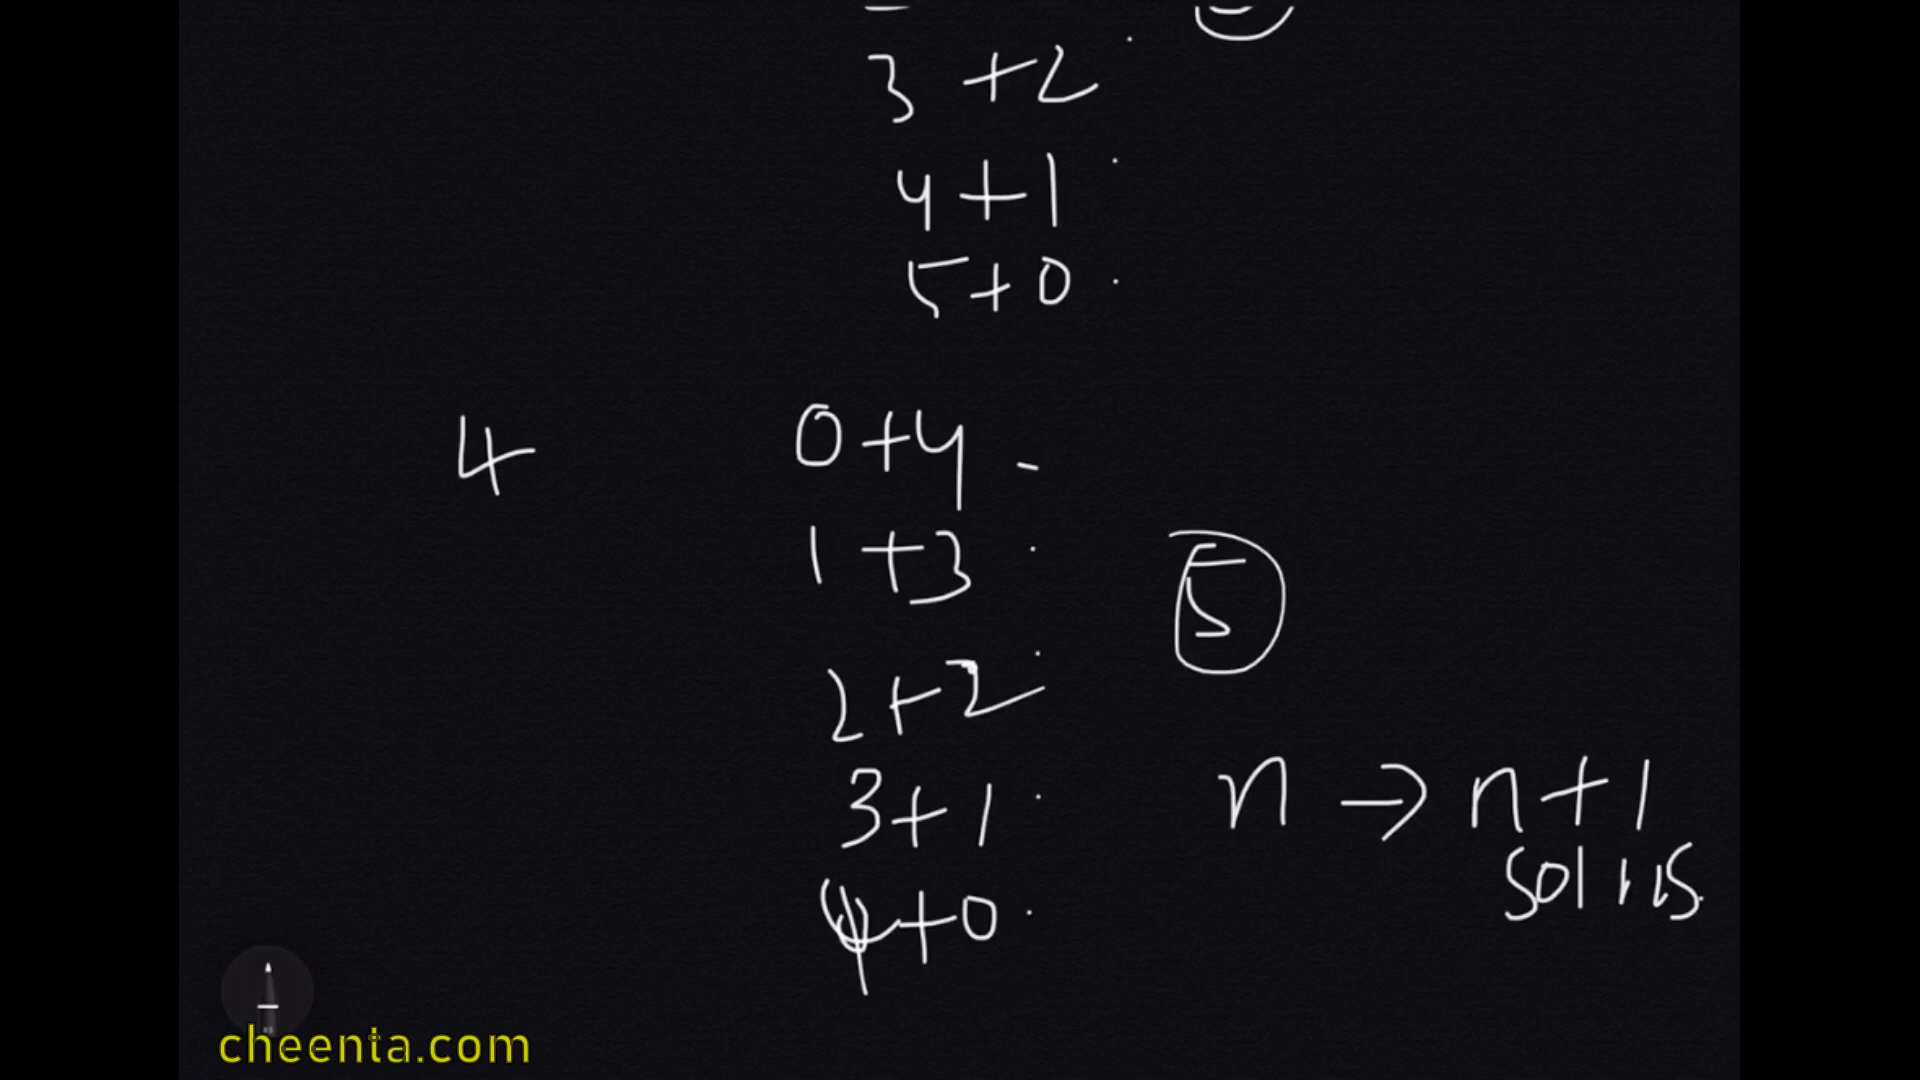 3 + 2
4 + 1
5 + 0
4
0 + 4 -
1 + 3
5
2 + 2
3 + 1
n → n + 1
4 + 0
cheenta.com